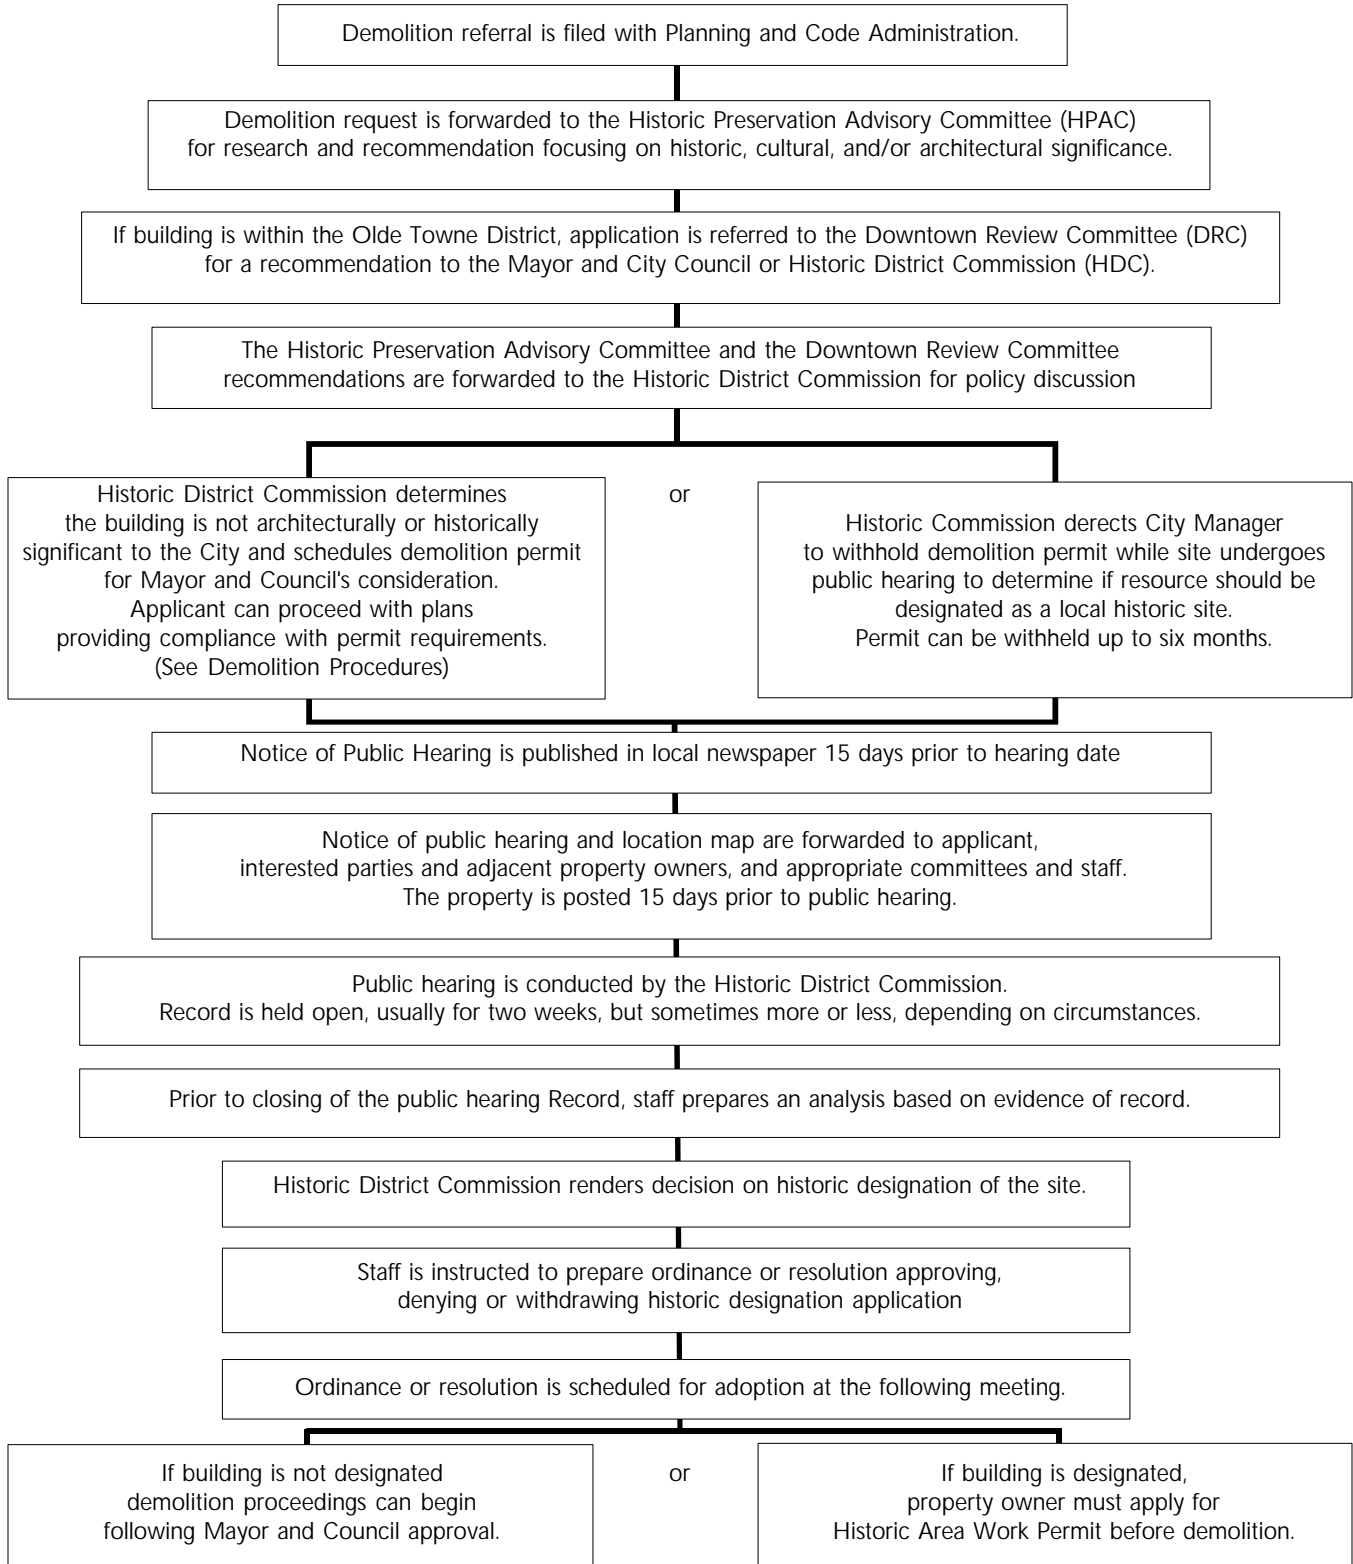 Demolition referral is filed with Planning and Code Administration.
Demolition request is forwarded to the Historic Preservation Advisory Committee (HPAC)
for research and recommendation focusing on historic, cultural, and/or architectural significance.
If building is within the Olde Towne District, application is referred to the Downtown Review Committee (DRC)
for a recommendation to the Mayor and City Council or Historic District Commission (HDC).
The Historic Preservation Advisory Committee and the Downtown Review Committee
recommendations are forwarded to the Historic District Commission for policy discussion
Historic District Commission determines
the building is not architecturally or historically
significant to the City and schedules demolition permit
for Mayor and Council's consideration.
Applicant can proceed with plans
providing compliance with permit requirements.
(See Demolition Procedures)
or
Historic Commission derects City Manager
to withhold demolition permit while site undergoes
public hearing to determine if resource should be
designated as a local historic site.
Permit can be withheld up to six months.
Notice of Public Hearing is published in local newspaper 15 days prior to hearing date
Notice of public hearing and location map are forwarded to applicant,
interested parties and adjacent property owners, and appropriate committees and staff.
The property is posted 15 days prior to public hearing.
Public hearing is conducted by the Historic District Commission.
Record is held open, usually for two weeks, but sometimes more or less, depending on circumstances.
Prior to closing of the public hearing Record, staff prepares an analysis based on evidence of record.
Historic District Commission renders decision on historic designation of the site.
Staff is instructed to prepare ordinance or resolution approving,
denying or withdrawing historic designation application
Ordinance or resolution is scheduled for adoption at the following meeting.
If building is not designated
demolition proceedings can begin
following Mayor and Council approval.
or
If building is designated,
property owner must apply for
Historic Area Work Permit before demolition.